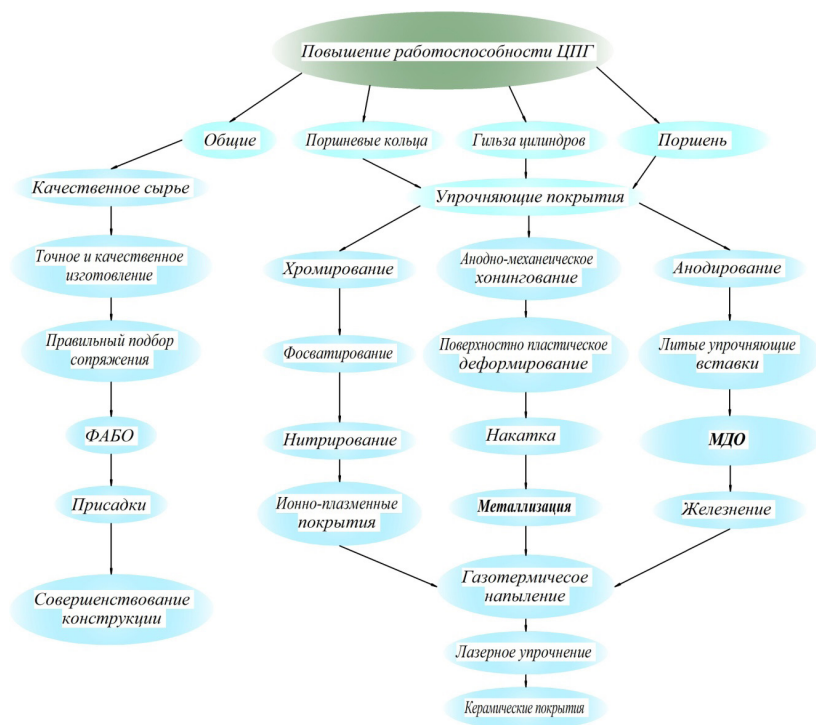 Повышение работоспособности ЦПГ
Общие
Поршневые кольца
Гильза цилиндров
Поршень
Качественное сырье
Упрочняющие покрытия
Точное и качественное
изготовление
Хромирование
Анодно-механеическое
хонингование
Анодирование
Правильный подбор
сопряжения
Фосватирование
Поверхностно пластическое
деформирование
Литые упрочняющие
вставки
ФАБО
Нитрирование
Накатка
МДО
Присадки
Ионно-плазменные
покрытия
Металлизация
Железнение
Совершенствование
конструкции
Газотермичесое
напыление
Лазерное упрочнение
Керамические покрытия